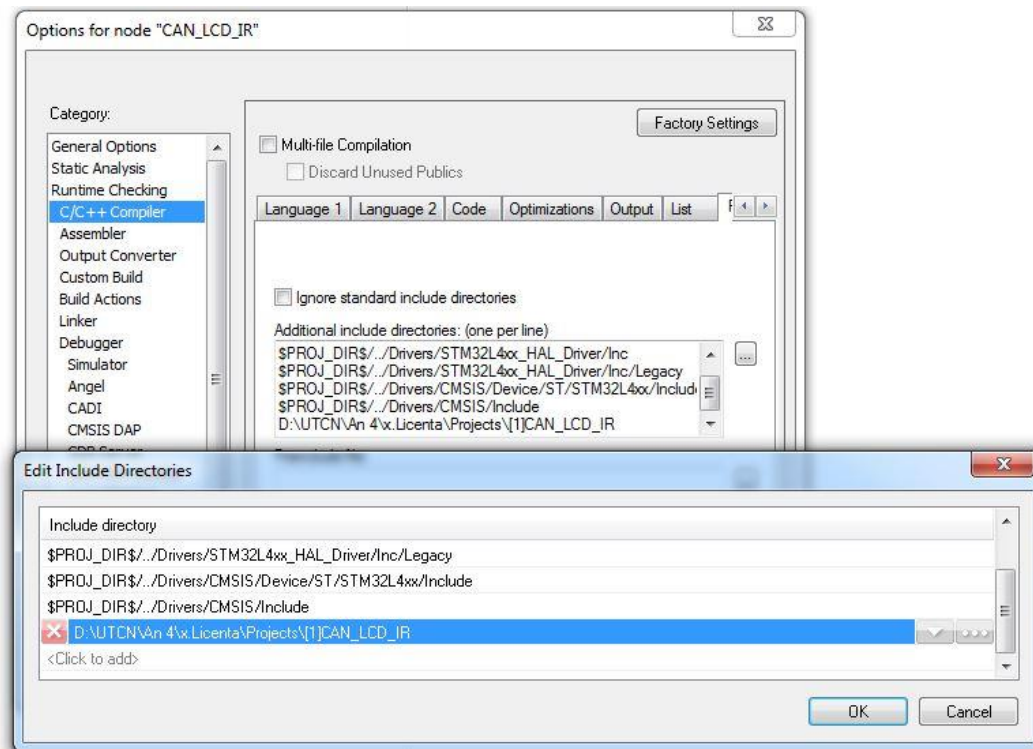 Options for node "CAN_LCD_IR"
Category:
Factory Settings
General Options
Static Analysis
Runtime Checking
C/C++ Compiler
Assembler
Output Converter
Custom Build
Build Actions
Linker
Debugger
Simulator
Angel
CADI
CMSIS DAP
GDB Server
Multi-file Compilation
Discard Unused Publics
Language 1 Language 2 Code Optimizations Output List
Ignore standard include directories
Additional include directories: (one per line)
$PROJ_DIR$/../Drivers/STM32L4xx_HAL_Driver/Inc
$PROJ_DIR$/../Drivers/STM32L4xx_HAL_Driver/Inc/Legacy
$PROJ_DIR$/../Drivers/CMSIS/Device/ST/STM32L4xx/Includ
$PROJ_DIR$/../Drivers/CMSIS/Include
D:\UTCN\An 4\x.Licenta\Projects\[1]CAN_LCD_IR
...
Edit Include Directories
Include directory
$PROJ_DIR$/../Drivers/STM32L4xx_HAL_Driver/Inc/Legacy
$PROJ_DIR$/../Drivers/CMSIS/Device/ST/STM32L4xx/Include
$PROJ_DIR$/../Drivers/CMSIS/Include
D:\UTCN\An 4\x.Licenta\Projects\[1]CAN_LCD_IR
<Click to add>
OK Cancel